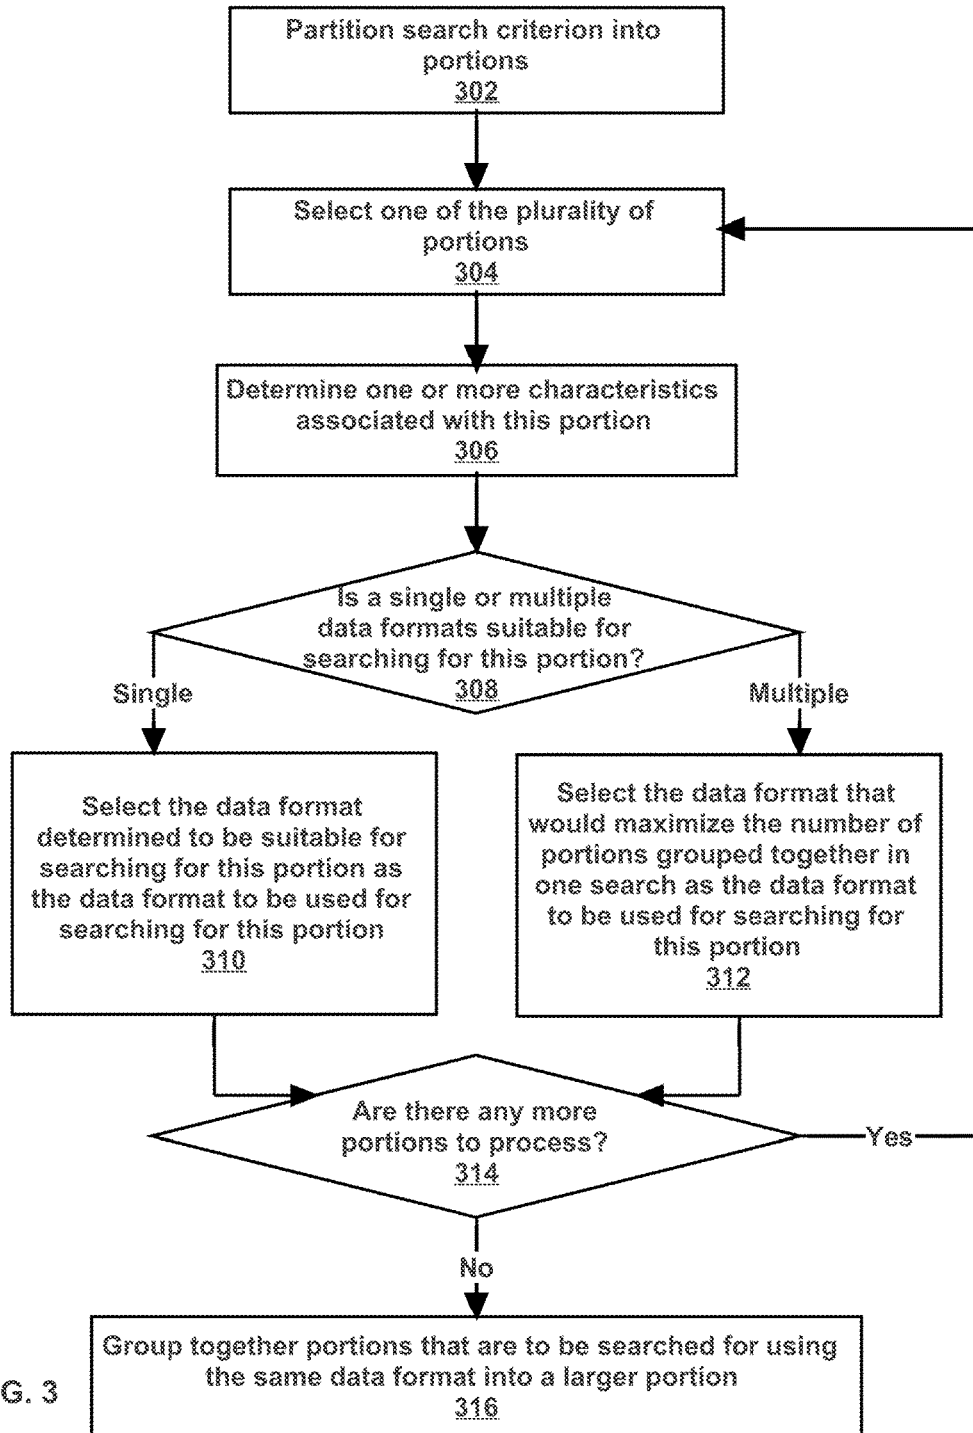 Partition search criterion into
portions
302
Select one of the plurality of
portions
304
Determine one or more characteristics
associated with this portion
306
Is a single or multiple
data formats suitable for
searching for this portion?
308
Single
Multiple
Select the data format
determined to be suitable for
searching for this portion as
the data format to be used for
searching for this portion
310
Select the data format that
would maximize the number of
portions grouped together in
one search as the data format
to be used for searching for
this portion
312
Are there any more
portions to process?
314
Yes
No
Group together portions that are to be searched for using
the same data format into a larger portion
316
G. 3